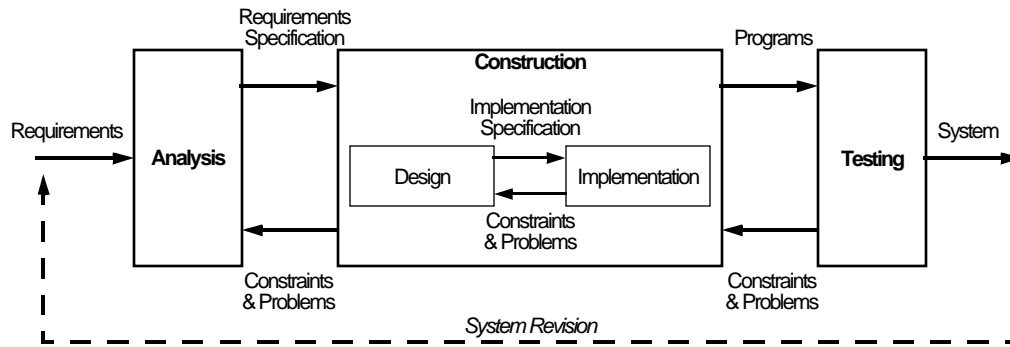 Requirements
Specification
Programs
Construction
Implementation
Specification
Requirements
System
Analysis
Testing
Design
Implementation
Constraints
& Problems
Constraints
& Problems
Constraints
& Problems
System Revision